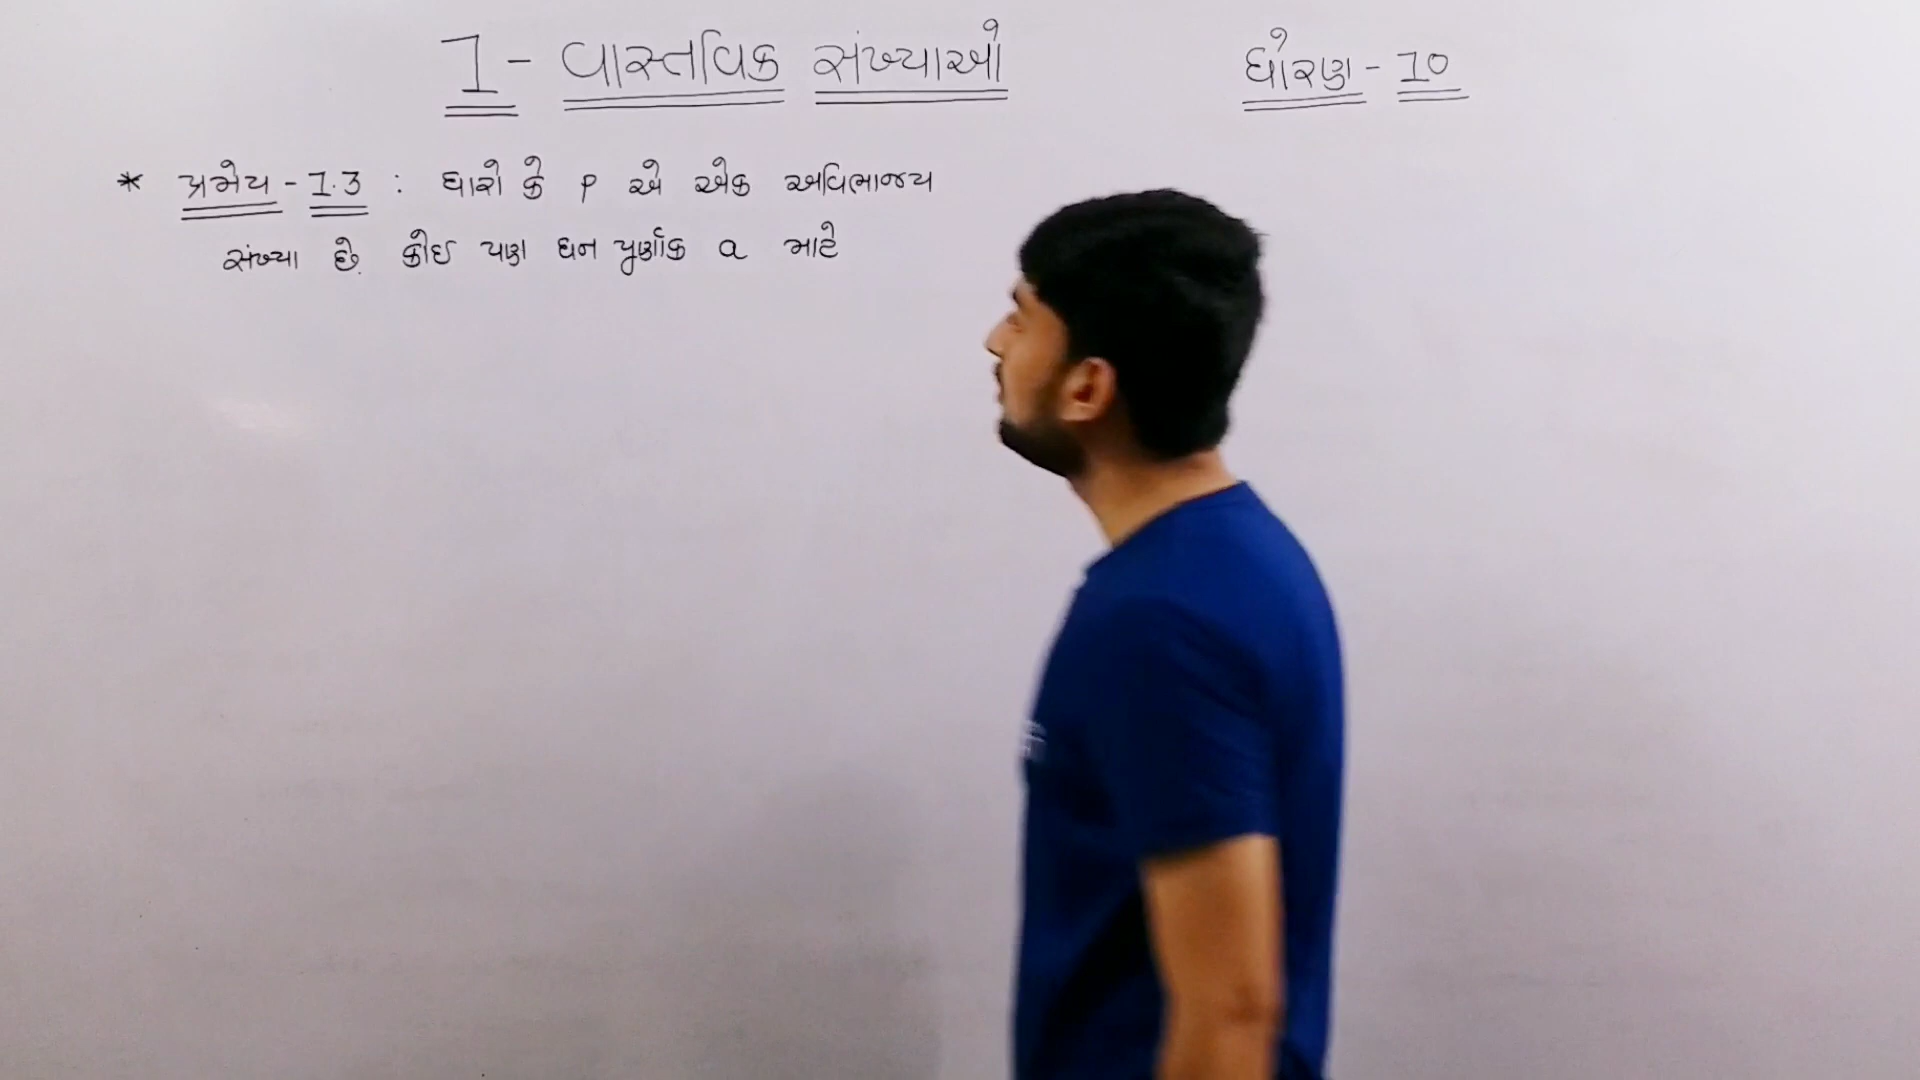 1 - વાસ્તવિક સંખ્યાઓ
ધોરણ - 10
* પ્રમેય - 1.3 : ધારો કે p એ એક અવિભાજ્ય
સંખ્યા છે. કોઈ પણ ધન પૂર્ણાંક a માટે